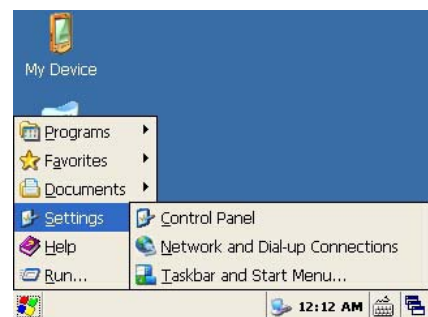 My Device
Programs
Favorites
Documents
Settings
Help
Run...
Control Panel
Network and Dial-up Connections
Taskbar and Start Menu...
12:12 AM